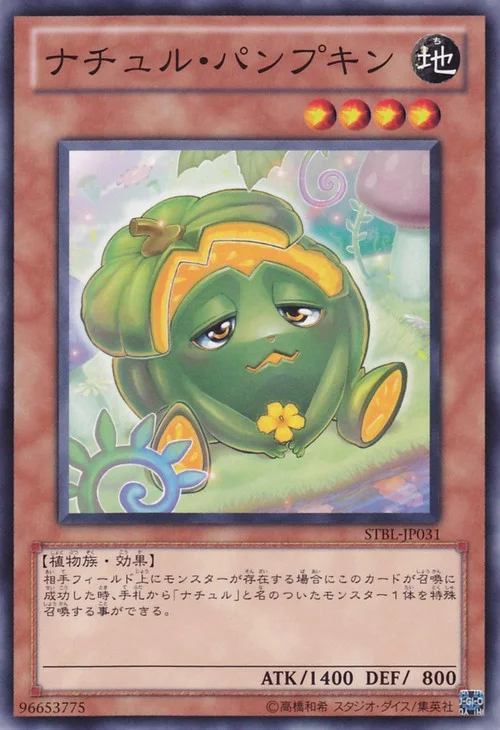 ナチュル・パンプキン
地
STBL-JP031
【植物族・効果】
相手フィールド上にモンスターが存在する場合にこのカードが召喚に
成功した時、手札から「ナチュル」と名のついたモンスター1体を特殊
召喚する事ができる。
ATK/1400 DEF/ 800
96653775
©高橋和希 スタジオ・ダイス/集英社